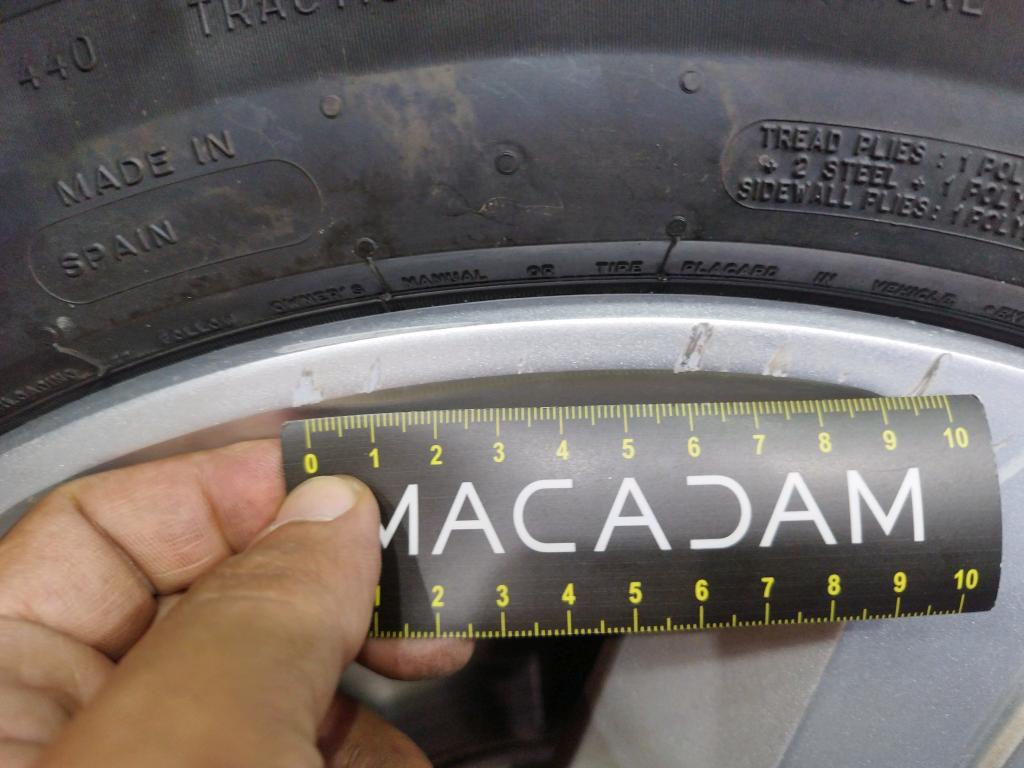 440
TRACTION
MADE IN
SPAIN
TREAD PLIES : 1 POLY
+ 2 STEEL + 1 POLY
SIDEWALL PLIES : 1 POLY
FOLLOW OWNER'S MANUAL OR TIRE PLACARD IN VEHICLE
0 1 2 3 4 5 6 7 8 9 10
MACADAM
1 2 3 4 5 6 7 8 9 10